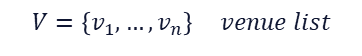 V = {v₁, …, vₙ} venue list